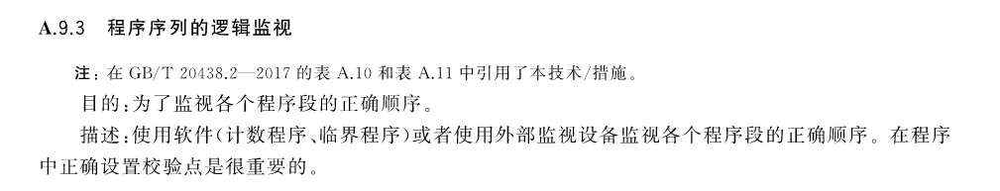 A.9.3 程序序列的逻辑监视
注：在 GB/T 20438.2—2017 的表 A.10 和表 A.11 中引用了本技术/措施。
目的：为了监视各个程序段的正确顺序。
描述：使用软件(计数程序、临界程序)或者使用外部监视设备监视各个程序段的正确顺序。在程序
中正确设置校验点是很重要的。